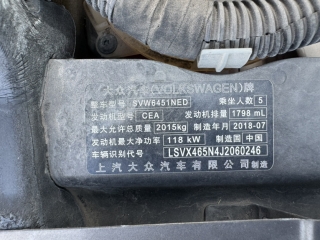 大众汽车(VOLKSWAGEN)牌
整车型号 SVW6451NED 乘坐人数 5
发动机型号 CEA 发动机排量 1798 mL
最大允许总质量 2015kg 制造年月 2018-07
发动机最大净功率 118 kW 制造国 中国
车辆识别代号 LSVX465N4J2060246
上汽大众汽车有限公司 制造